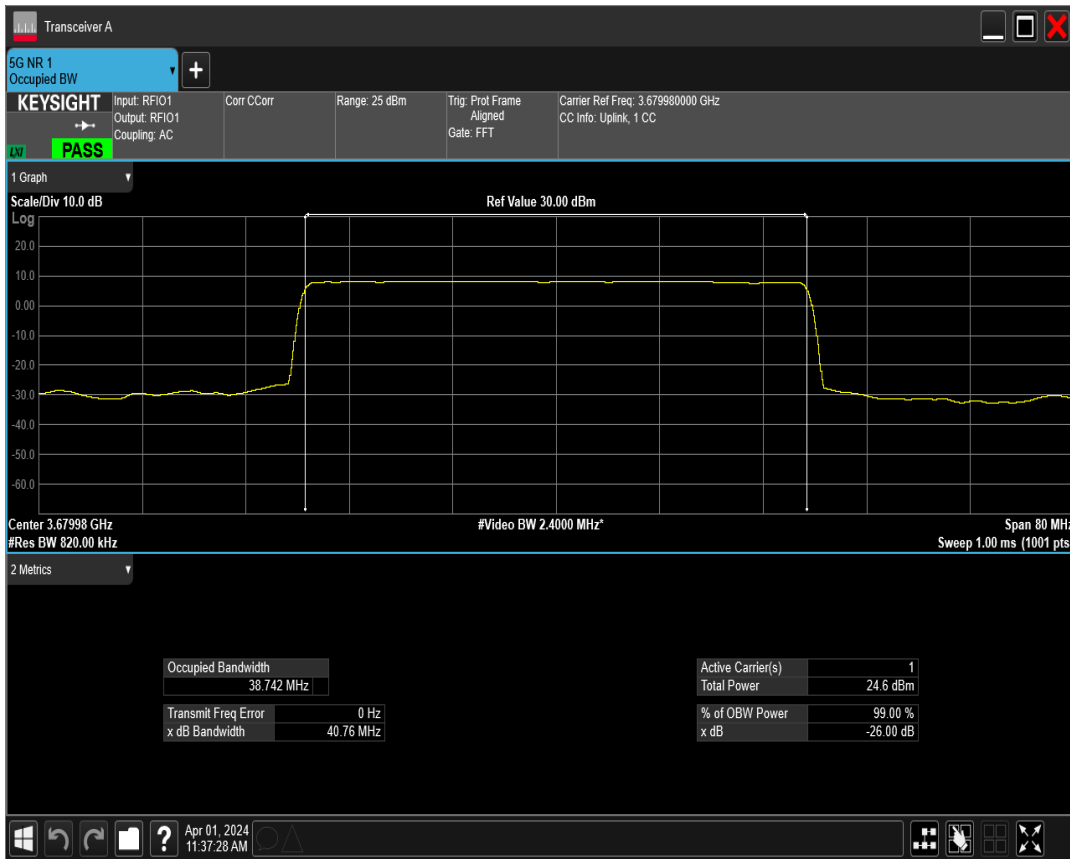 Transceiver A
5G NR 1
Occupied BW
KEYSIGHT
LXI
PASS
Input: RFIO1
Output: RFIO1
Coupling: AC
Corr CCorr
Range: 25 dBm
Trig: Prot Frame
Aligned
Gate: FFT
Carrier Ref Freq: 3.679980000 GHz
CC Info: Uplink, 1 CC
1 Graph
Scale/Div 10.0 dB
Ref Value 30.00 dBm
Log
20.0
10.0
0.00
-10.0
-20.0
-30.0
-40.0
-50.0
-60.0
Center 3.67998 GHz
#Video BW 2.4000 MHz*
Span 80 MHz
#Res BW 820.00 kHz
Sweep 1.00 ms (1001 pts
2 Metrics
Occupied Bandwidth
38.742 MHz
Transmit Freq Error 0 Hz
x dB Bandwidth 40.76 MHz
Active Carrier(s) 1
Total Power 24.6 dBm
% of OBW Power 99.00 %
x dB -26.00 dB
?
Apr 01, 2024
11:37:28 AM